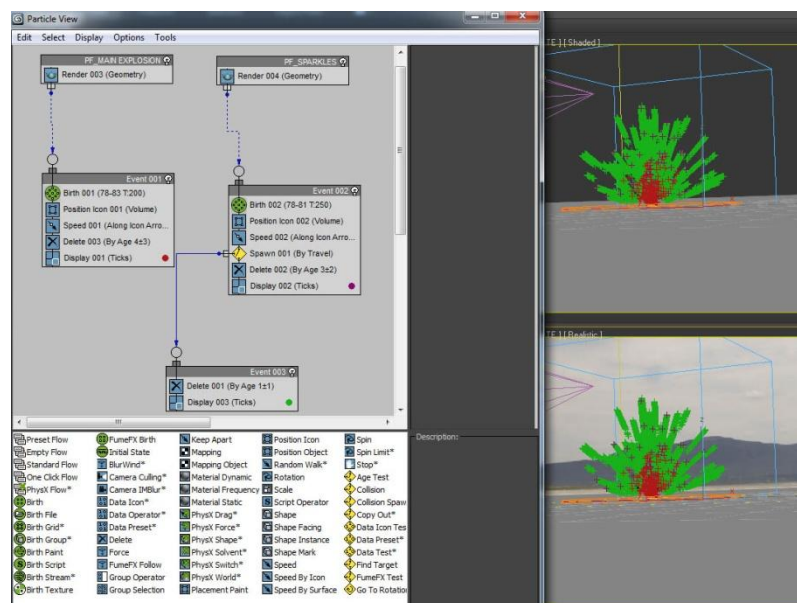 Particle View
Edit Select Display Options Tools
PF_MAIN EXPLOSION
Render 003 (Geometry)
PF_SPARKLES
Render 004 (Geometry)
Event 001
Birth 001 (78-83 T:200)
Position Icon 001 (Volume)
Speed 001 (Along Icon Arro...
Delete 003 (By Age 4±3)
Display 001 (Ticks)
Event 002
Birth 002 (78-81 T:250)
Position Icon 002 (Volume)
Speed 002 (Along Icon Arro...
Spawn 001 (By Travel)
Delete 002 (By Age 3±2)
Display 002 (Ticks)
Event 003
Delete 001 (By Age 1±1)
Display 003 (Ticks)
Preset Flow FumeFX Birth Keep Apart Position Icon Spin
Empty Flow Initial State Mapping Position Object Spin Limit*
Standard Flow BlurWind* Mapping Object Random Walk* Stop*
One Click Flow Camera Culling* Material Dynamic Rotation Age Test
PhysX Flow* Camera IMBlur* Material Frequency Scale Collision
Birth Data Icon* Material Static Script Operator Collision Spaw
Birth File Data Operator* PhysX Drag* Shape Copy Out*
Birth Grid* Data Preset* PhysX Force* Shape Facing Data Icon Tes
Birth Group* Delete PhysX Shape* Shape Instance Data Preset*
Birth Paint Force PhysX Solvent* Shape Mark Data Test*
Birth Script FumeFX Follow PhysX Switch* Speed Find Target
Birth Stream* Group Operator PhysX World* Speed By Icon FumeFX Test
Birth Texture Group Selection Placement Paint Speed By Surface Go To Rotation
Description:
TE ] [ Shaded ]
TE ] [ Realistic ]